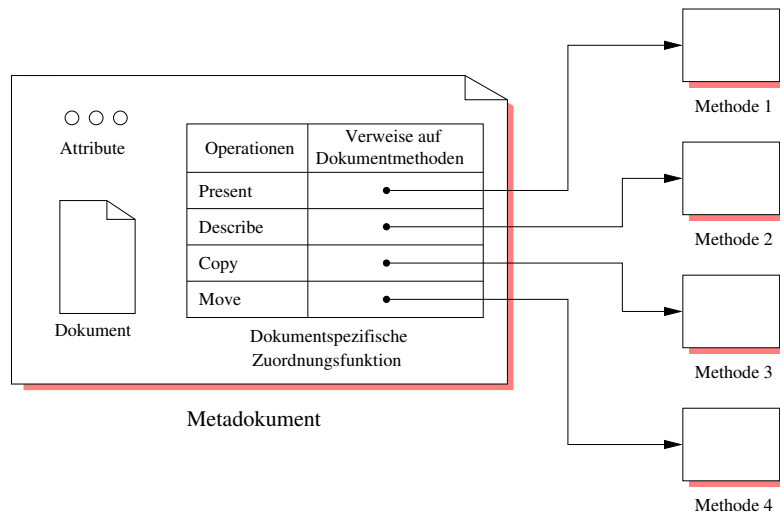 Attribute
Dokument
Operationen
Verweise auf
Dokumentmethoden
Present
Describe
Copy
Move
Dokumentspezifische
Zuordnungsfunktion
Metadokument
Methode 1
Methode 2
Methode 3
Methode 4